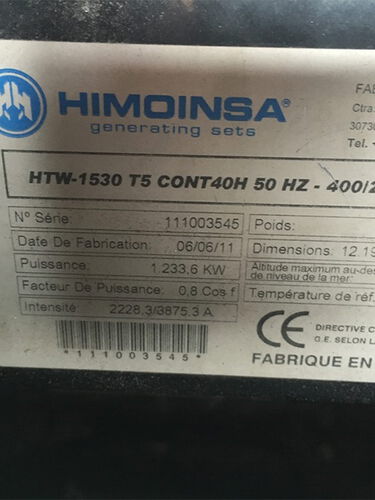 HIMOINSA®
generating sets
FAB
Ctra.
30730
Tel. +
HTW-1530 T5 CONT40H 50 HZ - 400/2
Nº Série: 111003545 Poids:
Date De Fabrication: 06/06/11 Dimensions: 12.19
Puissance: 1.233,6 KW Altitude maximum au-des
de niveau de la mer:
Facteur De Puissance: 0,8 Cos f Température de réf.
Intensité: 2228,3/3875,3 A
*111003545*
CE DIRECTIVE C
D.E. SELON L
FABRIQUE EN